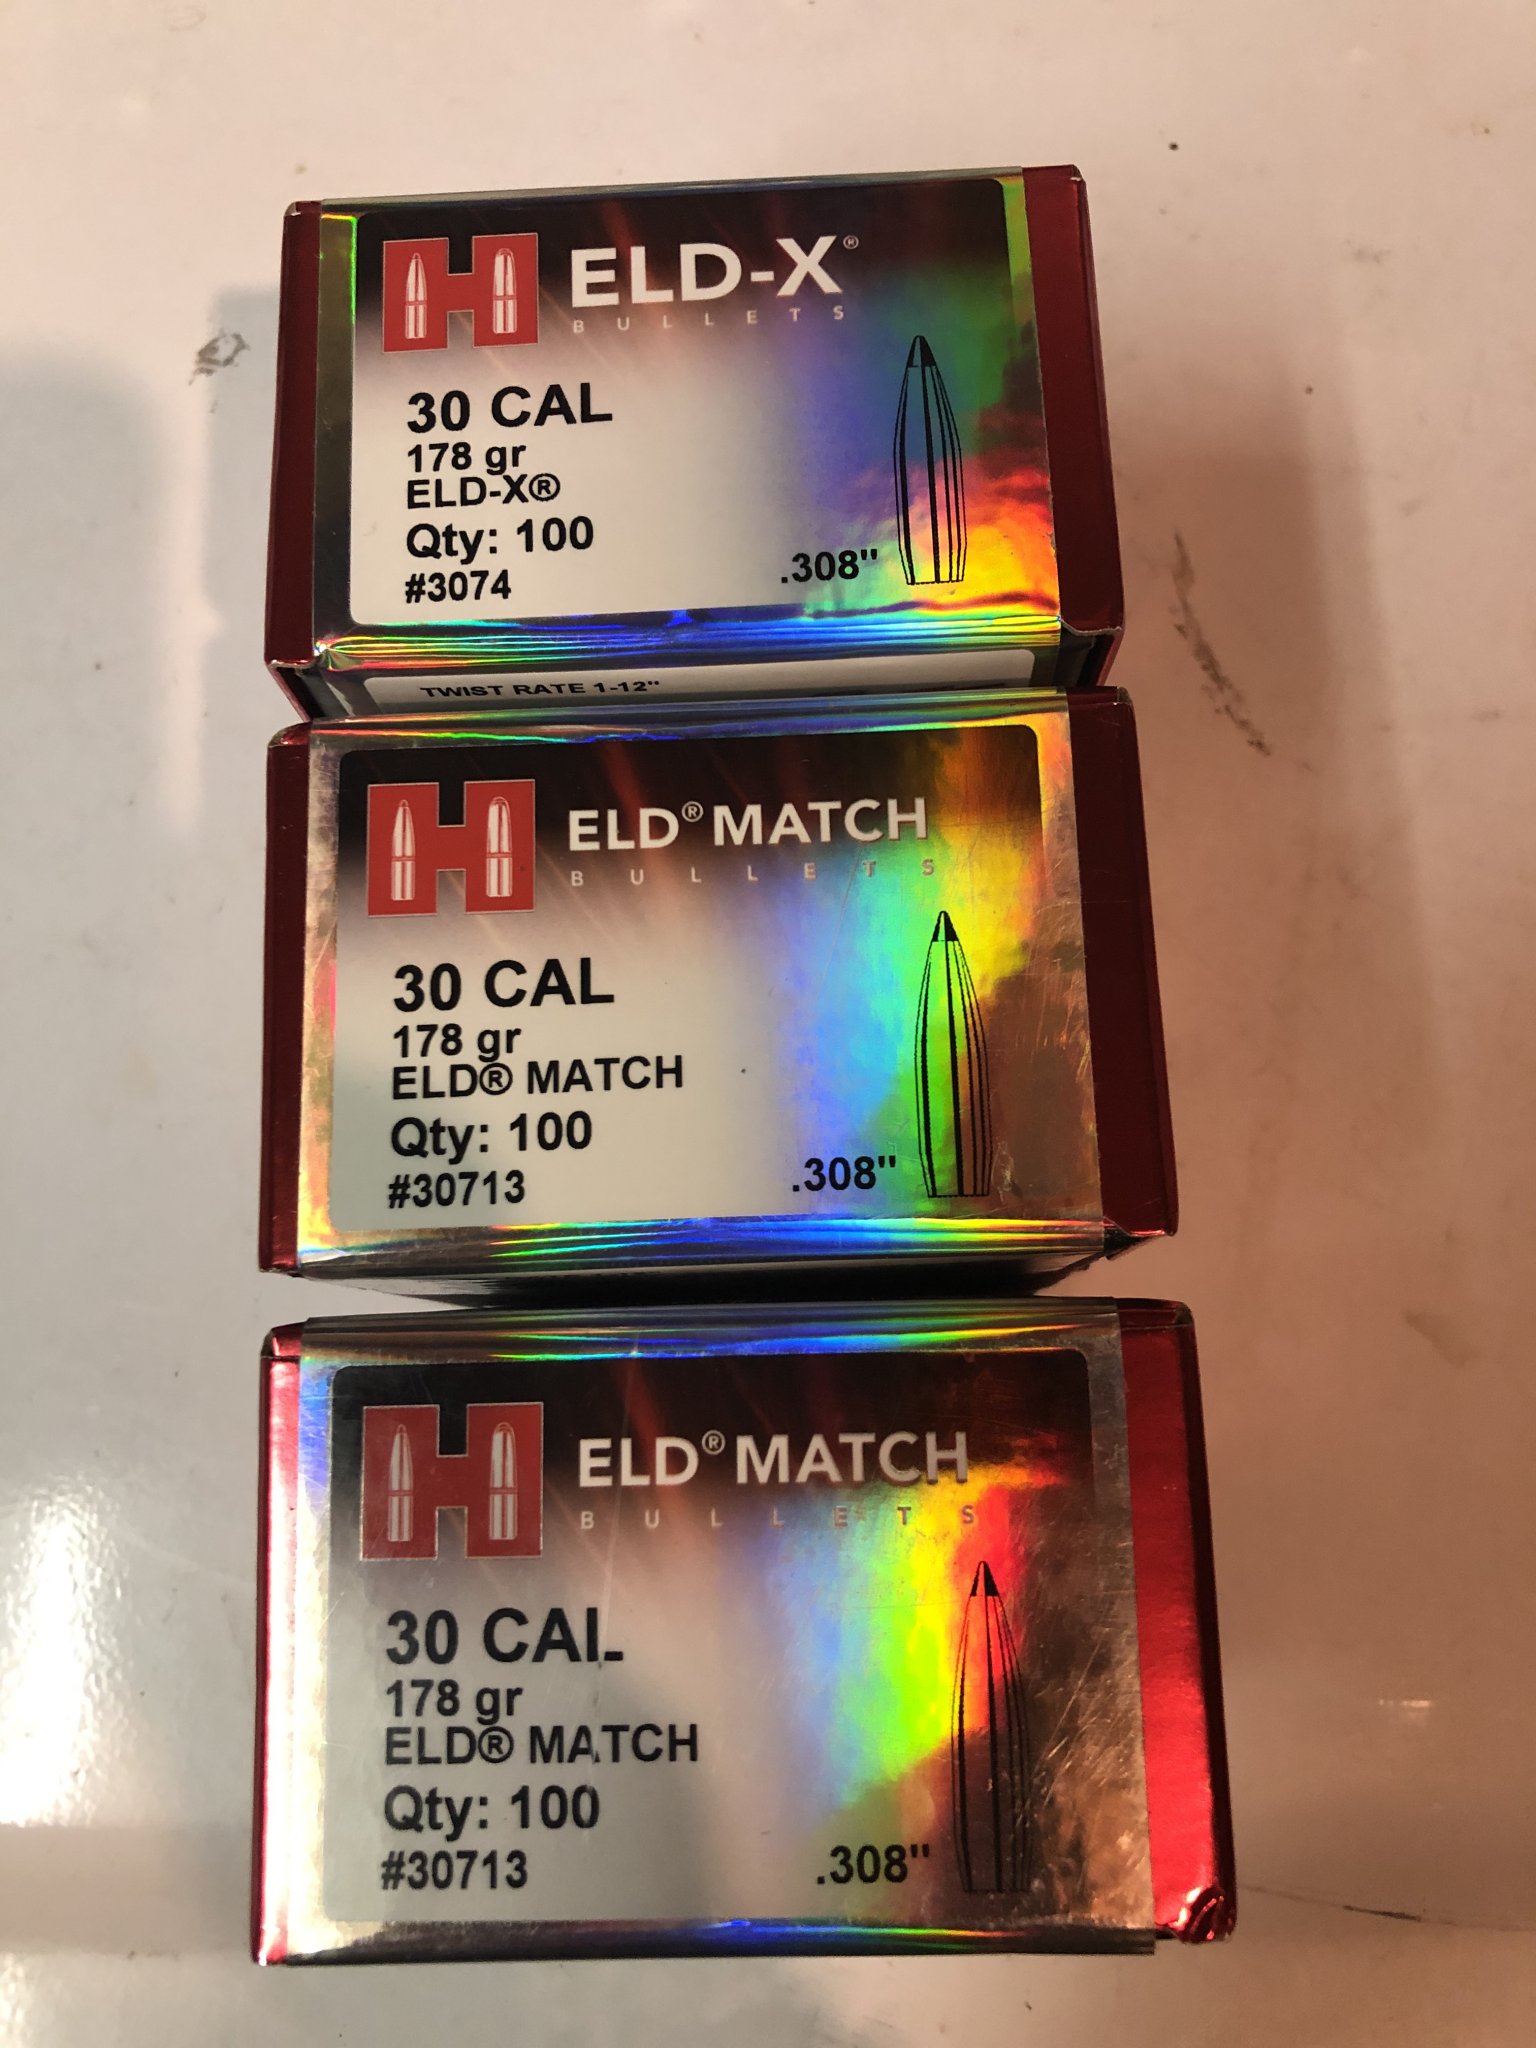 ELD-X®
BULLETS
30 CAL
178 gr
ELD-X®
Qty: 100
#3074
.308"
TWIST RATE 1-12"
ELD® MATCH
BULLETS
30 CAL
178 gr
ELD® MATCH
Qty: 100
#30713
.308"
ELD® MATCH
BULLETS
30 CAL
178 gr
ELD® MATCH
Qty: 100
#30713
.308"